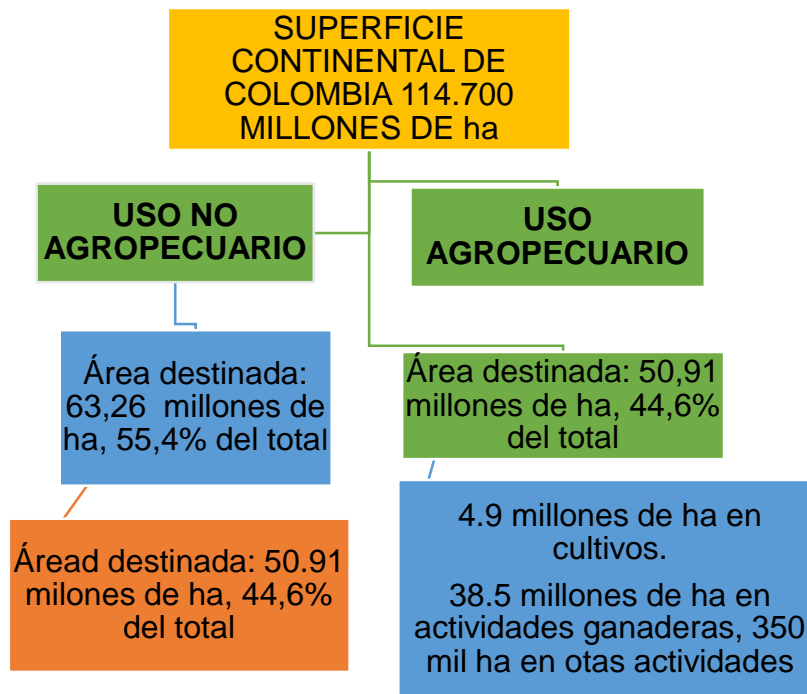 SUPERFICIE
CONTINENTAL DE
COLOMBIA 114.700
MILLONES DE ha
USO NO
AGROPECUARIO
USO
AGROPECUARIO
Área destinada:
63,26 millones de
ha, 55,4% del total
Área destinada: 50,91
millones de ha, 44,6%
del total
Áread destinada: 50.91
milones de ha, 44,6%
del total
4.9 millones de ha en
cultivos.
38.5 millones de ha en
actividades ganaderas, 350
mil ha en otas actividades